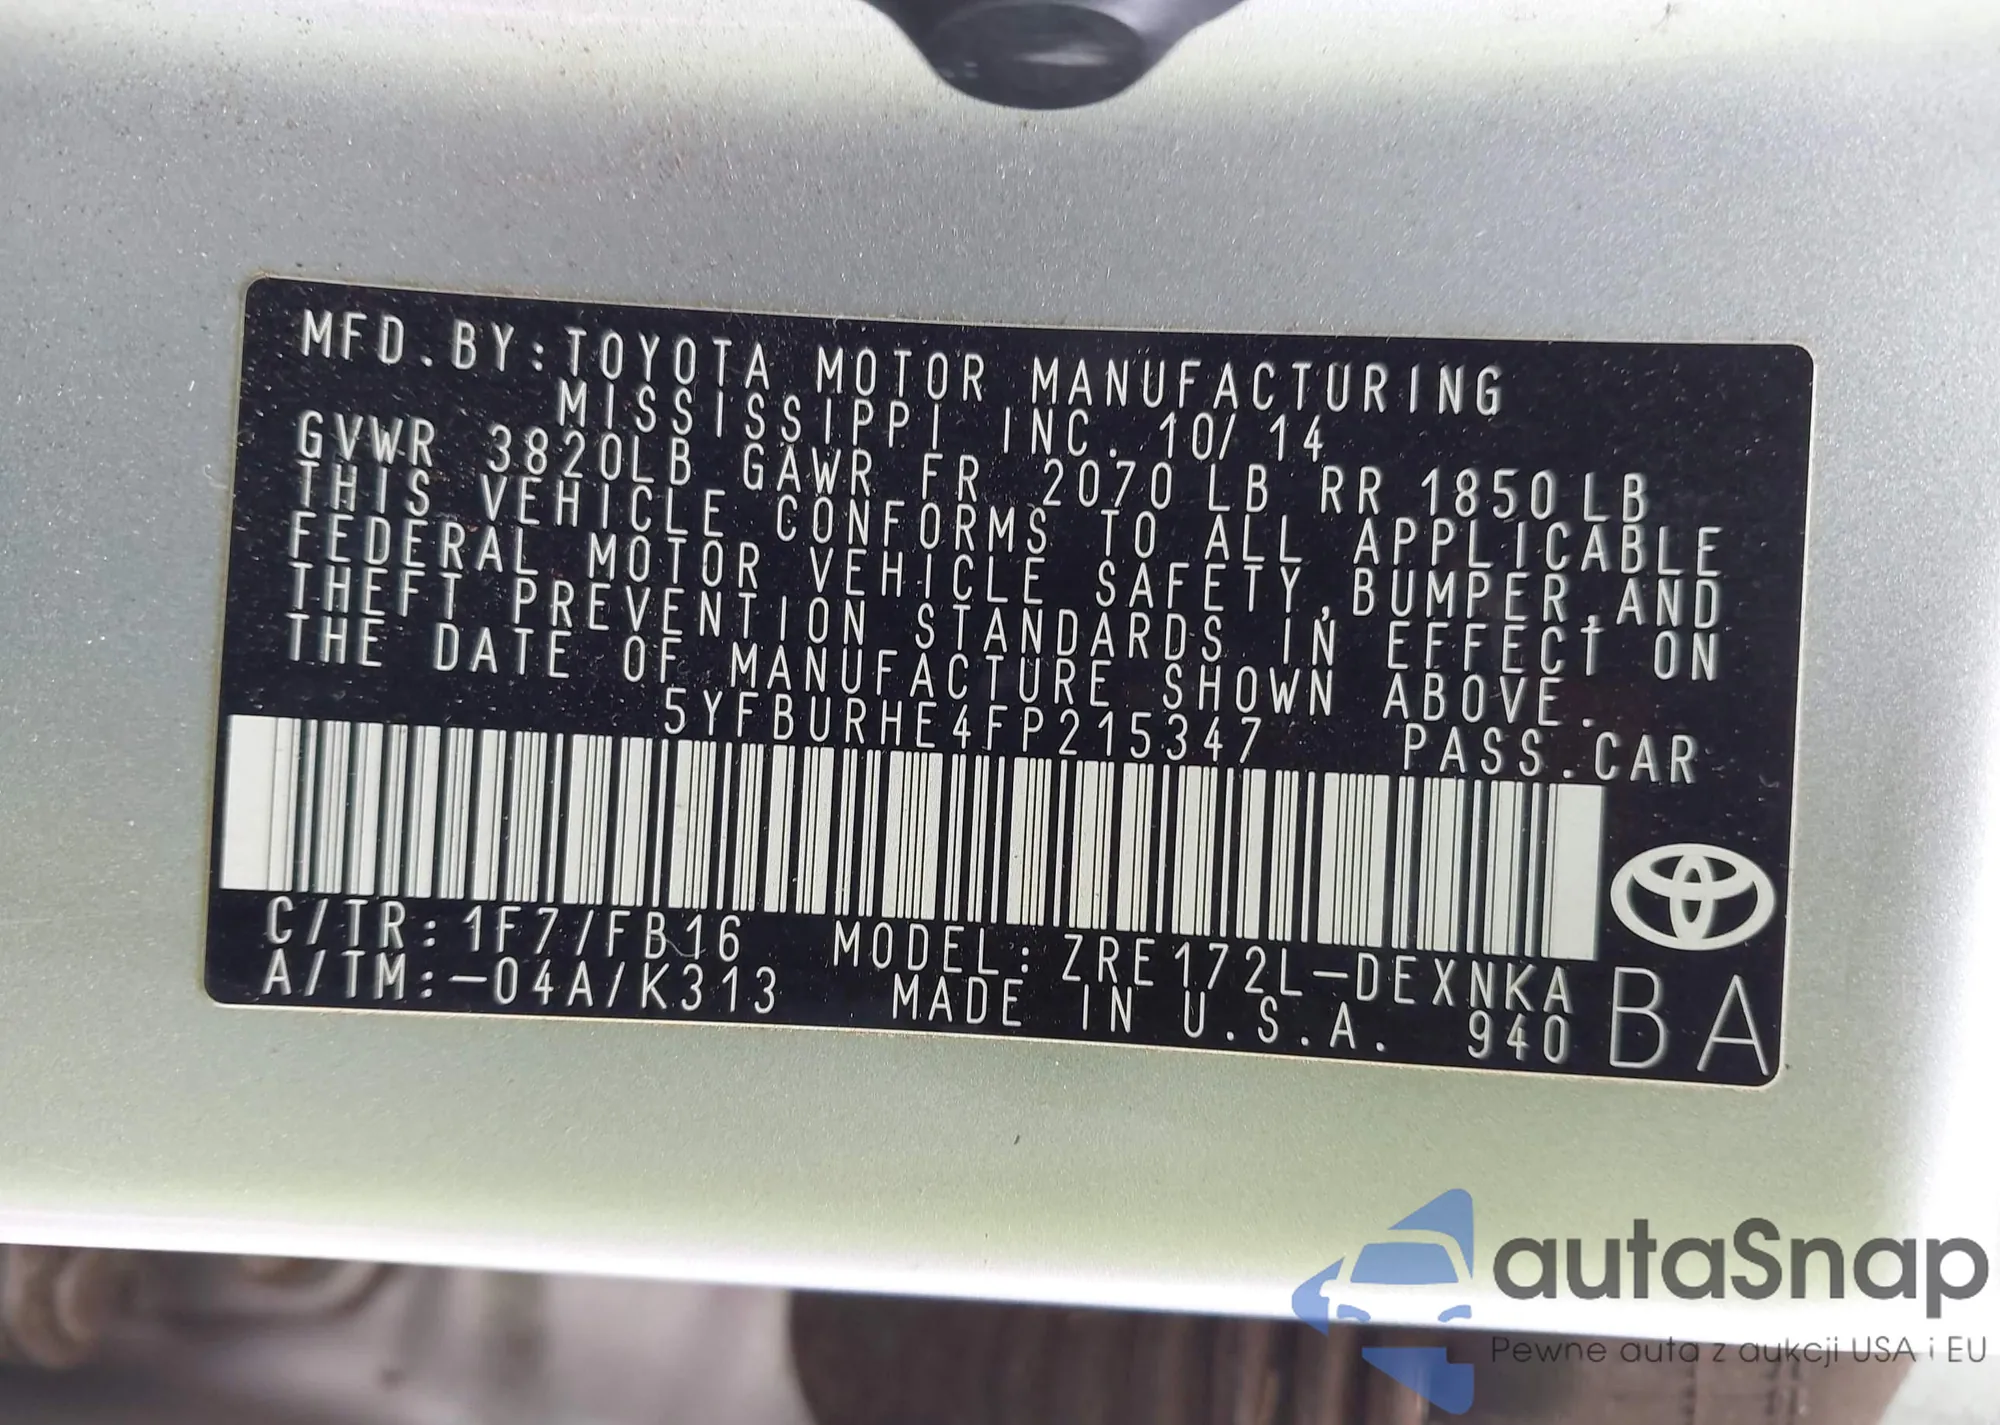 MFD.BY:TOYOTA MOTOR MANUFACTURING
MISSISSIPPI INC. 10/14
GVWR 3820LB GAWR FR 2070LB RR 1850LB
THIS VEHICLE CONFORMS TO ALL APPLICABLE
FEDERAL MOTOR VEHICLE SAFETY,BUMPER,AND
THEFT PREVENTION STANDARDS IN EFFECT ON
THE DATE OF MANUFACTURE SHOWN ABOVE.
5YFBURHE4FP215347 PASS.CAR
C/TR:1F7/FB16 MODEL:ZRE172L-DEXNKA
A/TM:-04A/K313 MADE IN U.S.A. 940 BA
autaSnap
Pewne auta z aukcji USA i EU